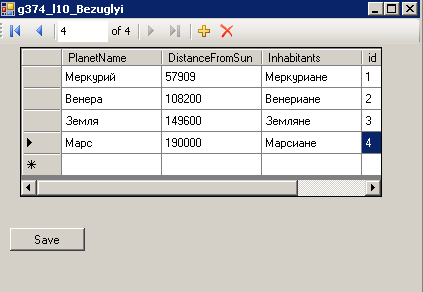 g374_l10_Bezuglyi
4 of 4
PlanetName DistanceFromSun Inhabitants id
Меркурий 57909 Меркуриане 1
Венера 108200 Венериане 2
Земля 149600 Земляне 3
Марс 190000 Марсиане 4
Save